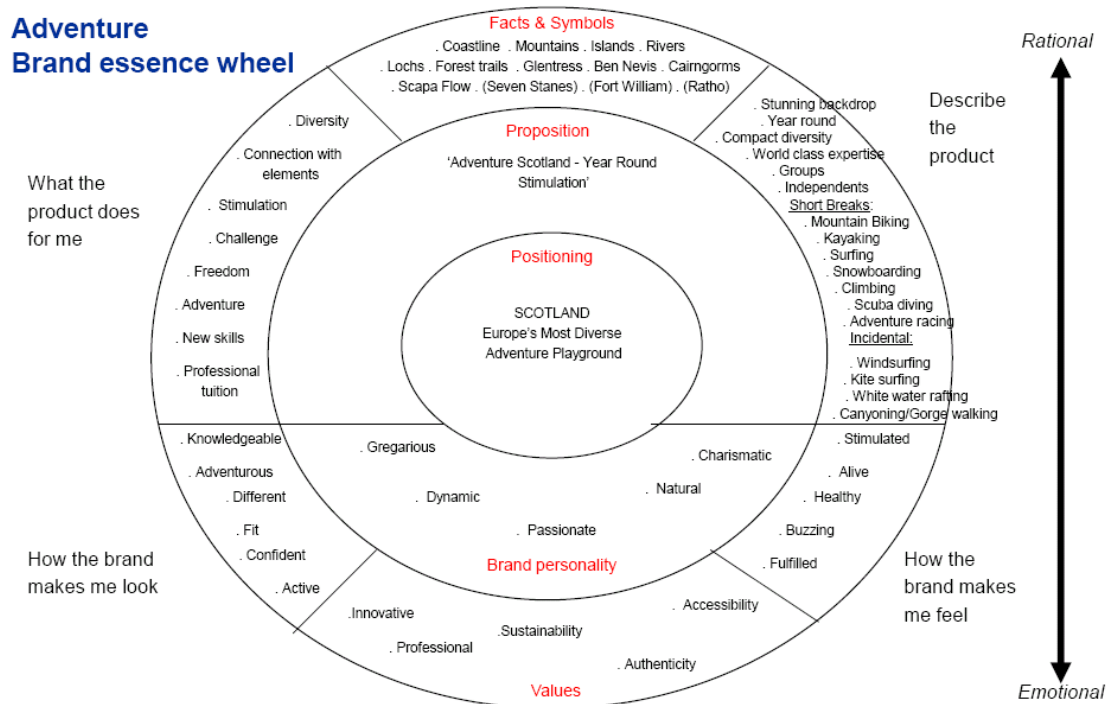 Adventure
Brand essence wheel
Facts & Symbols
. Coastline . Mountains . Islands . Rivers
. Lochs . Forest trails . Glentress . Ben Nevis . Cairngorms
. Scapa Flow . (Seven Stanes) . (Fort William) . (Ratho)
Rational
Describe
the
product
What the
product does
for me
. Diversity
. Connection with
elements
. Stimulation
. Challenge
. Freedom
. Adventure
. New skills
. Professional
tuition
Proposition
'Adventure Scotland - Year Round
Stimulation'
Positioning
SCOTLAND
Europe's Most Diverse
Adventure Playground
. Stunning backdrop
. Year round
. Compact diversity
. World class expertise
. Groups
. Independents
Short Breaks:
. Mountain Biking
. Kayaking
. Surfing
. Snowboarding
. Climbing
. Scuba diving
. Adventure racing
Incidental:
. Windsurfing
. Kite surfing
. White water rafting
. Canyoning/Gorge walking
. Knowledgeable
. Adventurous
. Different
. Fit
. Confident
. Active
How the brand
makes me look
. Gregarious
. Charismatic
. Dynamic
. Natural
. Passionate
Brand personality
. Stimulated
. Alive
. Healthy
. Buzzing
. Fulfilled
How the
brand makes
me feel
.Innovative
. Accessibility
.Sustainability
. Professional
. Authenticity
Values
Emotional